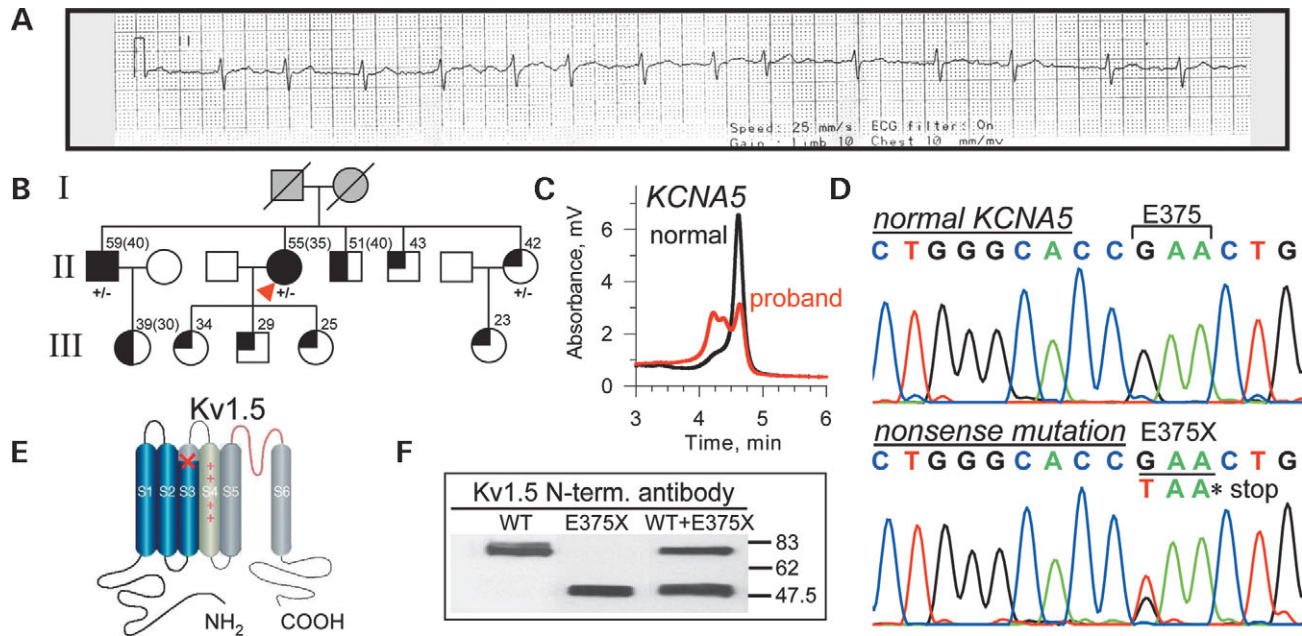 A
II
Speed: 25 mm/s ECG filter: On
Gain : Limb 10 Chest 10 mm/mv
B
I
59(40) 55(35) 51(40) 43 42
II
+/- +/- +/-
39(30) 34 29 25 23
III
C
KCNA5
normal
proband
Absorbance, mV
6
4
2
0
3 4 5 6
Time, min
D
normal KCNA5 E375
C T G G G C A C C G A A C T G
nonsense mutation E375X
C T G G G C A C C G A A C T G
T A A * stop
E
Kv1.5
S1 S2 S3 S4 S5 S6
+
+
+
+
NH2 COOH
F
Kv1.5 N-term. antibody
WT E375X WT+E375X
83
62
47.5